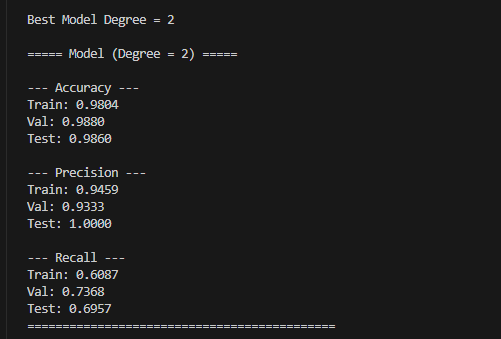 Best Model Degree = 2
===== Model (Degree = 2) =====
--- Accuracy ---
Train: 0.9804
Val: 0.9880
Test: 0.9860
--- Precision ---
Train: 0.9459
Val: 0.9333
Test: 1.0000
--- Recall ---
Train: 0.6087
Val: 0.7368
Test: 0.6957
============================================